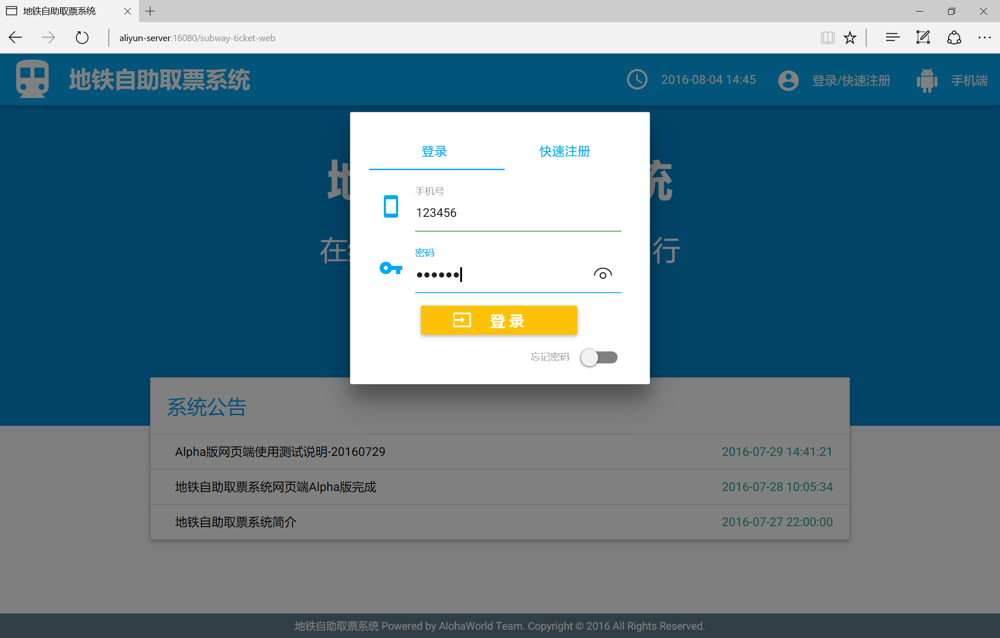 地铁自助取票系统
aliyun-server:16080/subway-ticket-web
地铁自助取票系统
2016-08-04 14:45
登录/快速注册
手机端
地 统
在 行
登录
快速注册
手机号
123456
密码
••••••
登 录
忘记密码
系统公告
Alpha版网页端使用测试说明-20160729 2016-07-29 14:41:21
地铁自助取票系统网页端Alpha版完成 2016-07-28 10:05:34
地铁自助取票系统简介 2016-07-27 22:00:00
地铁自助取票系统 Powered by AlohaWorld Team. Copyright © 2016 All Rights Reserved.